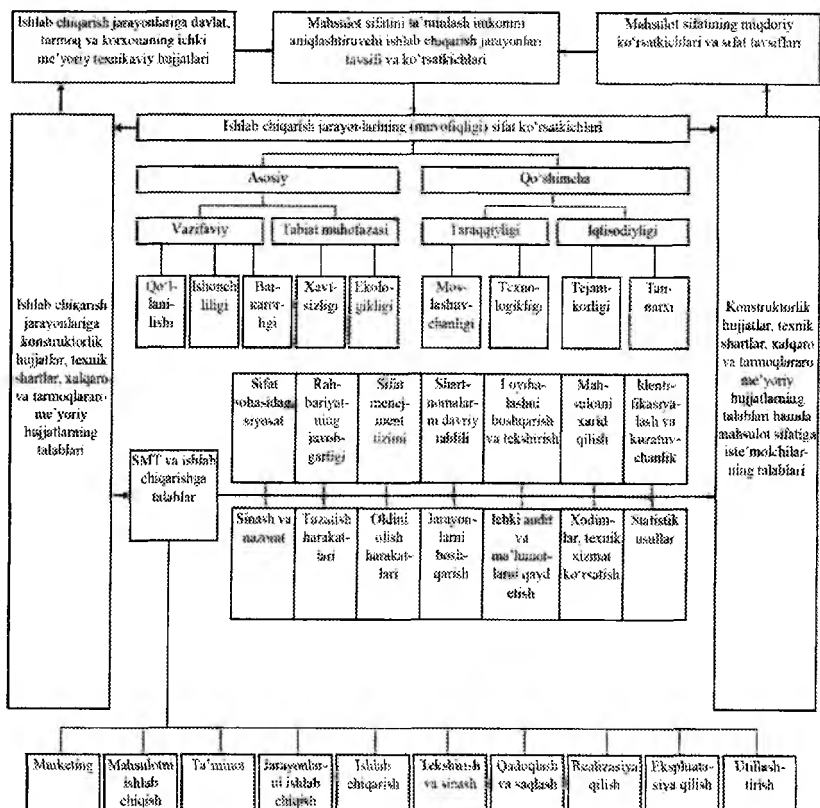 Ishlab chiqarish jarayonlariga davlat,
tarmoq va korxonaning ichki
me'yoriy texnikaviy hujjatlari
Mahsulot sifatini ta'minlash imkonini
aniqlashtiruvchi ishlab chiqarish jarayonlari
tavsifi va ko'rsatkichlari
Mahsulot sifatining miqdoriy
ko'rsatkichlari va sifat tavsiflari
Ishlab chiqarish jarayonlarining (muvofiqligi) sifat ko'rsatkichlari
Asosiy
Qo'shimcha
Vazifaviy
Tabiat muhofazasi
Taraqqiyligi
Iqtisodiyligi
Qo'l-
lani-
lishi
Ishonch-
liligi
Bar-
qaror-
ligi
Xavf-
sizligi
Ekolo-
gikligi
Mos-
lashuv-
chanligi
Texno-
logikligi
Tejam-
korligi
Tan-
narxi
Ishlab chiqarish
jarayonlariga
konstruktorlik
hujjatlar, texnik
shartlar, xalqaro
va tarmoqlararo
me'yoriy
hujjatlarning
talablari
Konstruktorlik
hujjatlar, texnik
shartlar, xalqaro
va tarmoqlararo
me'yoriy
hujjatlarning
talablari hamda
mahsulot sifatiga
iste'molchilar-
ning talablari
SMT va ishlab
chiqarishga
talablar
Sifat
sohasidagi
siyosat
Rah-
bariyat-
ning
javob-
garligi
Sifat
menej-
ment
tizimi
Shart-
nomalar-
ni davriy
tahlili
Loyiha-
lashni
boshqarish
va tekshirish
Mah-
sulotni
xarid
qilish
Identi-
fikasiya-
lash va
kuzatuv-
chanlik
Sinash va
nazorat
Tuzatish
harakat-
lari
Oldini
olish
harakat-
lari
Jarayon-
larni
bosh-
qarish
Ichki audit
va
ma'lumot-
larni qayd
etish
Xodim-
lar, texnik
xizmat
ko'rsatish
Statistik
usullar
Marketing
Mahsulotni
ishlab
chiqish
Ta'minot
Jarayonlar-
ni ishlab
chiqish
Ishlab
chiqarish
Tekshirish
va sinash
Qadoqlash
va saqlash
Realizasiya
qilish
Ekspluata-
siya qilish
Utillash-
tirish